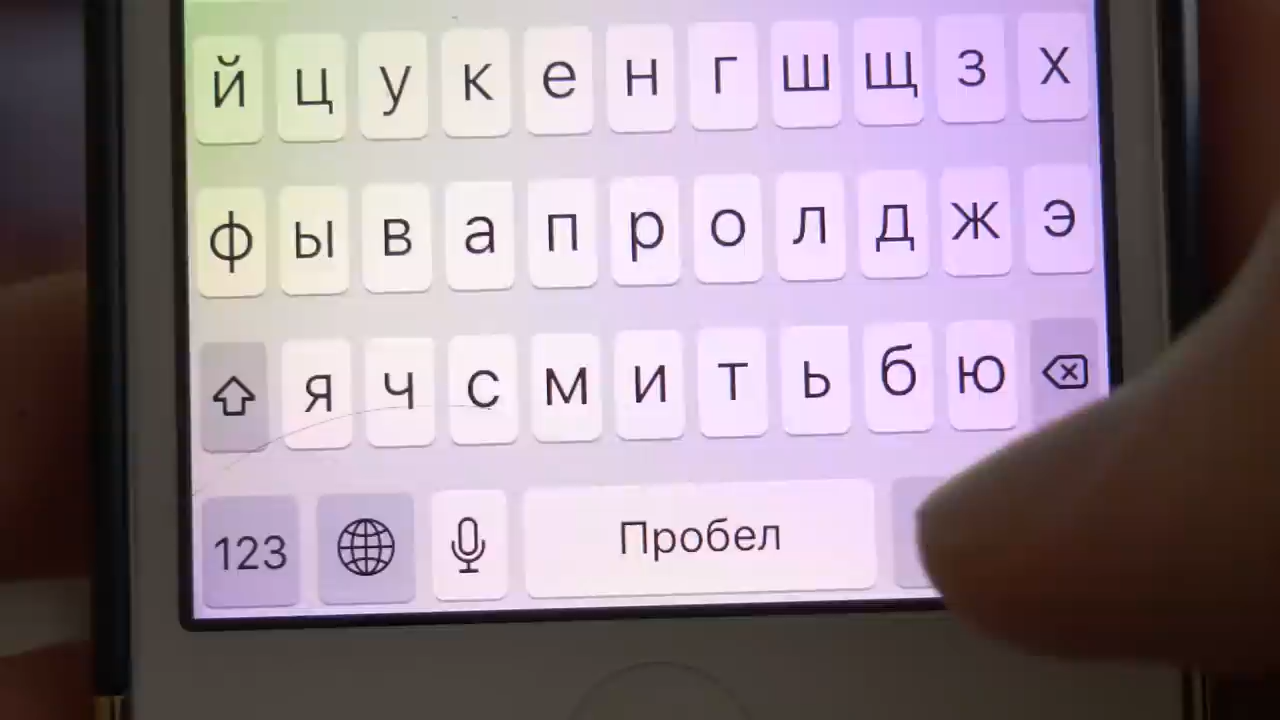 й ц у к е н г ш щ з х
ф ы в а п р о л д ж э
я ч с м и т ь б ю
123 Пробел